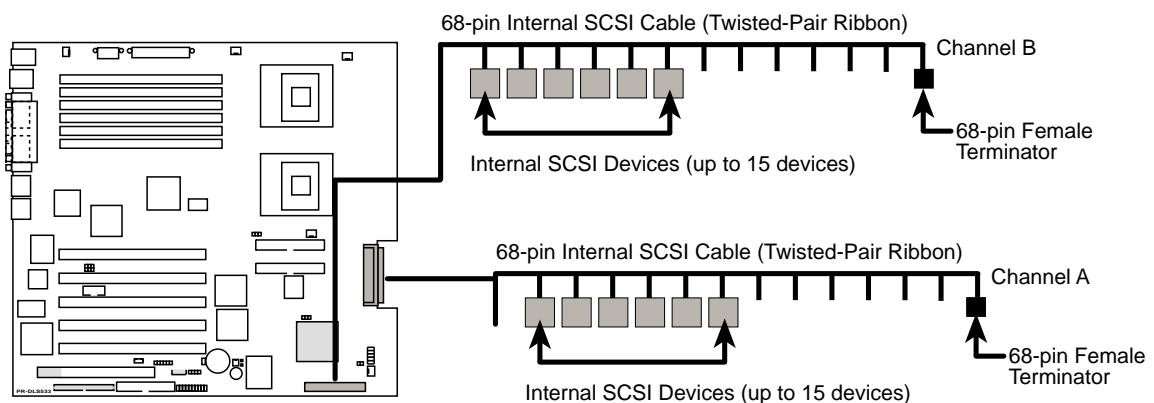 68-pin Internal SCSI Cable (Twisted-Pair Ribbon)
Channel B
68-pin Female
Terminator
Internal SCSI Devices (up to 15 devices)
68-pin Internal SCSI Cable (Twisted-Pair Ribbon)
Channel A
68-pin Female
Terminator
Internal SCSI Devices (up to 15 devices)
PR-DLS533